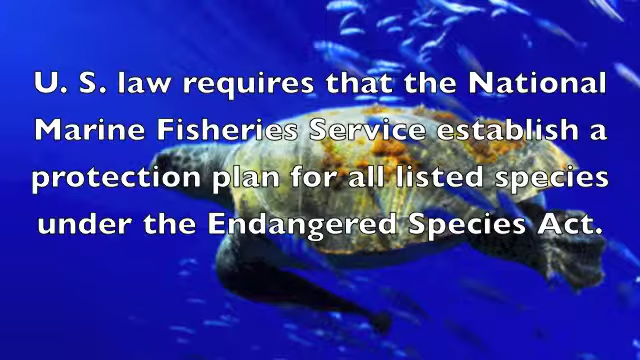 U. S. law requires that the National
Marine Fisheries Service establish a
protection plan for all listed species
under the Endangered Species Act.